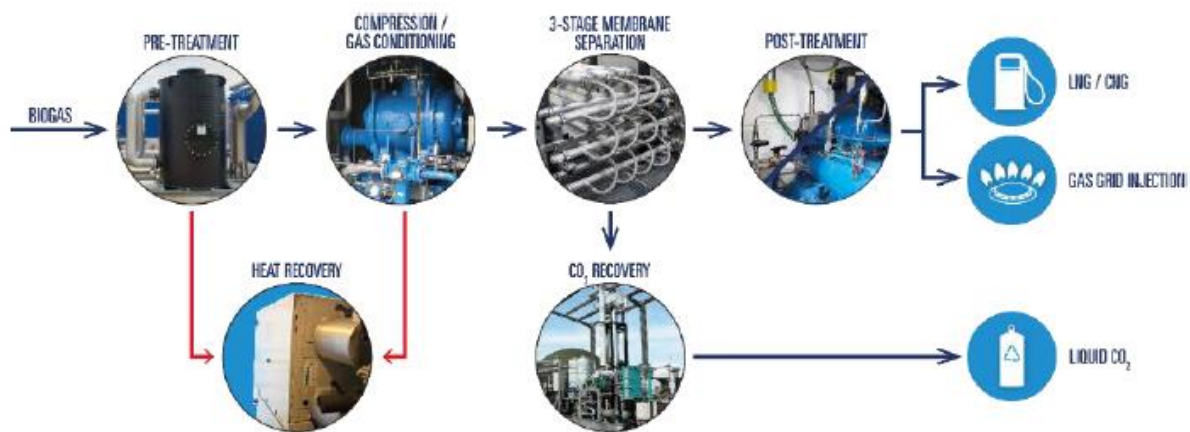 PRE-TREATMENT
COMPRESSION /
GAS CONDITIONING
3-STAGE MEMBRANE
SEPARATION
POST-TREATMENT
LNG / CNG
BIOGAS
GAS GRID INJECTION
HEAT RECOVERY
CO₂ RECOVERY
LIQUID CO₂